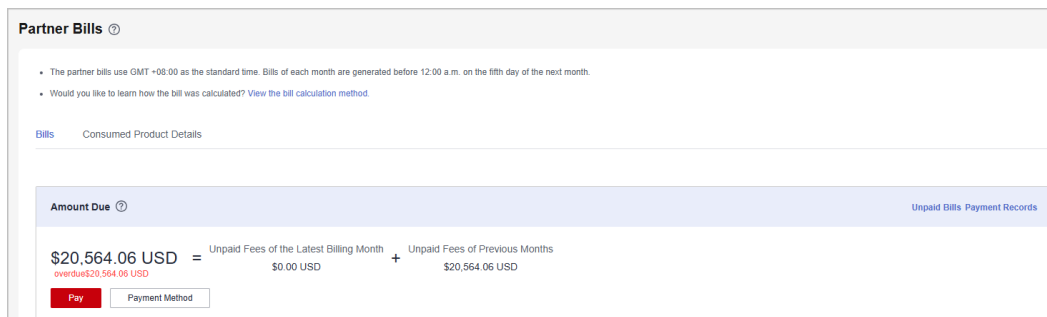 Partner Bills ?
• The partner bills use GMT +08:00 as the standard time. Bills of each month are generated before 12:00 a.m. on the fifth day of the next month.
• Would you like to learn how the bill was calculated? View the bill calculation method.
Bills Consumed Product Details
Amount Due ? Unpaid Bills Payment Records
$20,564.06 USD = Unpaid Fees of the Latest Billing Month + Unpaid Fees of Previous Months
$0.00 USD $20,564.06 USD
overdue$20,564.06 USD
Pay Payment Method